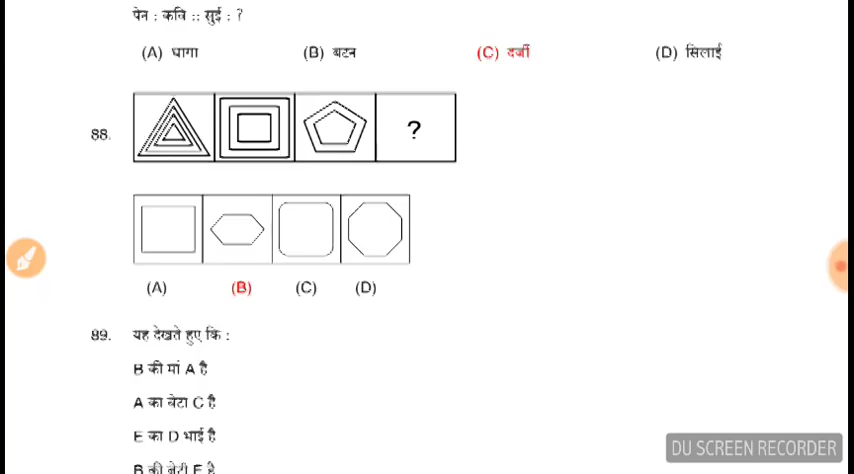 पेन : कवि :: सुई : ?
(A) धागा (B) बटन (C) दर्जी (D) सिलाई
88. ?
(A) (B) (C) (D)
89. यह देखते हुए कि :
B की मां A है
A का बेटा C है
E का D भाई है
B की बेटी E है
DU SCREEN RECORDER